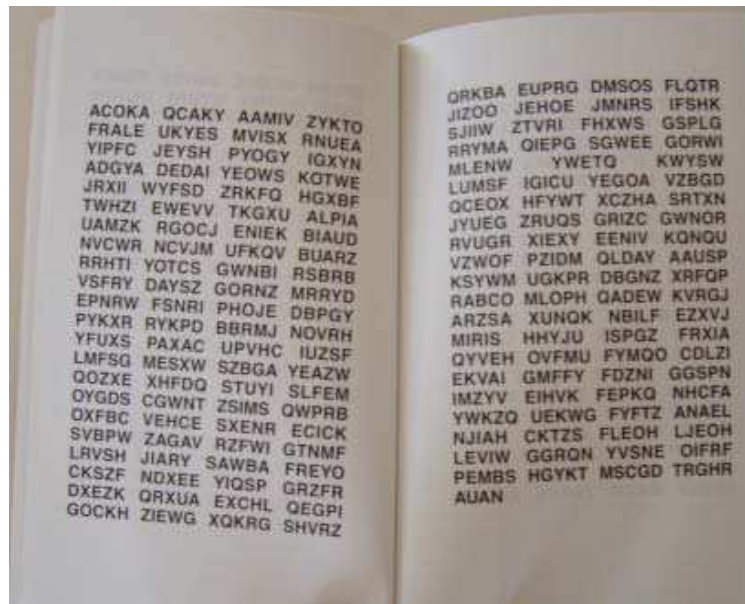 ACOKA QCAKY AAMIV ZYKTO
FRALE UKYES MVISX RNUEA
YIPFC JEYSH PYOGY IGXYN
ADGYA DEDAI YEOWS KOTWE
JRXII WYFSD ZRKFQ HGXBF
TWHZI EWEVV TKGXU ALPIA
UAMZK RGOCJ ENIEK BIAUD
NVCWR NCVJM UFKQV BUARZ
RRHTI YOTCS GWNBI RSBRB
VSFRY DAYSZ GORNZ MRRYD
EPNRW FSNRI PHOJE DBPGY
PYKXR RYKPD BBRMJ NOVRH
YFUXS PAXAC UPVHC IUZSF
LMFSG MESXW SZBGA YEAZW
QOZXE XHFDQ STUYI SLFEM
OYGDS CGWNT ZSIMS QWPRB
OXFBC VEHCE SXENR ECICK
SVBPW ZAGAV RZFWI GTNMF
LRVSH JIARY SAWBA FREYO
CKSZF NDXEE YIQSP GRZFR
DXEZK QRXUA EXCHL QEGPI
GOCKH ZIEWG XQKRG SHVRZ
QRKBA EUPRG DMSOS FLQTR
JIZOO JEHOE JMNRS IFSHK
SJIIW ZTVRI FHXWS GSPLG
RRYMA QIEPG SGWEE GORWI
MLENW YWETQ KWYSW
LUMSF IGICU YEGOA VZBGD
QCEOX HFYWT XCZHA SRTXN
JYUEG ZRUQS GRIZC GWNOR
RVUGR XIEXY EENIV KQNQU
VZWOF PZIDM QLDAY AAUSP
KSYWM UGKPR DBGNZ XRFQP
RABCO MLOPH QADEW KVRGJ
ARZSA XUNQK NBILF EZXVJ
MIRIS HHYJU ISPGZ FRXIA
QYVEH OVFMU FYMQO CDLZI
EKVAI GMFFY FDZNI GGSPN
IMZYV EIHVK FEPKQ NHCFA
YWKZQ UEKWG FYFTZ ANAEL
NJIAH CKTZS FLEOH LJEOH
LEVIW GGRQN YVSNE OIFRF
PEMBS HGYKT MSCGD TRGHR
AUAN